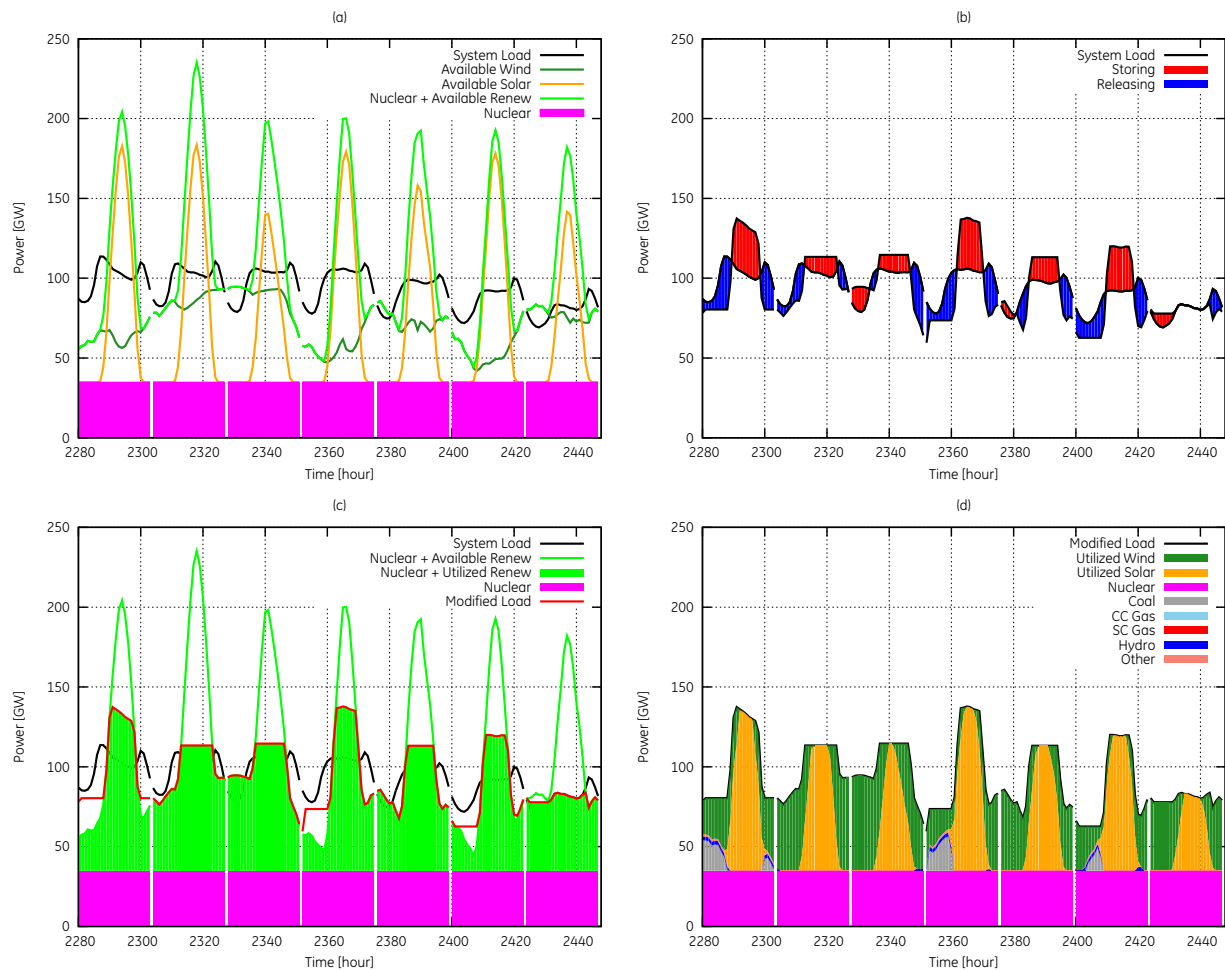 (a)
250
200
150
100
50
0
2280 2300 2320 2340 2360 2380 2400 2420 2440
Power [GW]
Time [hour]
System Load
Available Wind
Available Solar
Nuclear + Available Renew
Nuclear
(b)
250
200
150
100
50
0
2280 2300 2320 2340 2360 2380 2400 2420 2440
Power [GW]
Time [hour]
System Load
Storing
Releasing
(c)
250
200
150
100
50
0
2280 2300 2320 2340 2360 2380 2400 2420 2440
Power [GW]
Time [hour]
System Load
Nuclear + Available Renew
Nuclear + Utilized Renew
Nuclear
Modified Load
(d)
250
200
150
100
50
0
2280 2300 2320 2340 2360 2380 2400 2420 2440
Power [GW]
Time [hour]
Modified Load
Utilized Wind
Utilized Solar
Nuclear
Coal
CC Gas
SC Gas
Hydro
Other